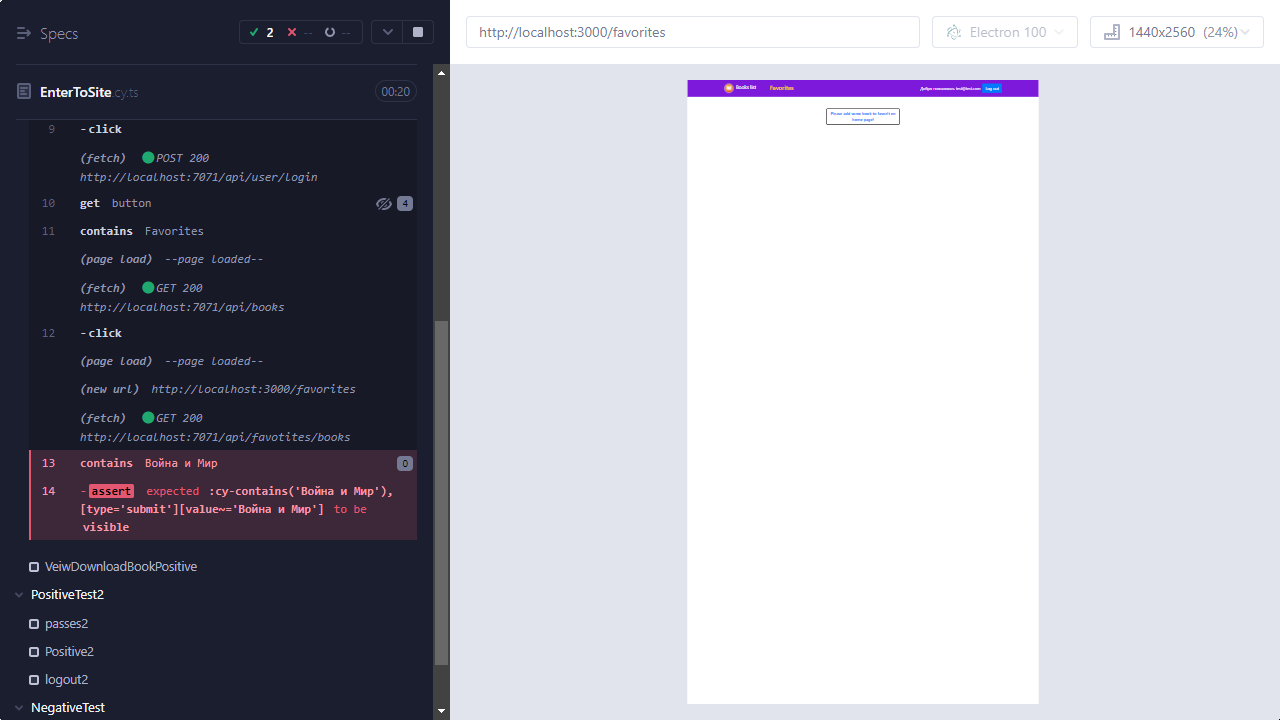 Specs
2
--
--
EnterToSite.cy.ts
00:20
9 -click
(fetch) POST 200
http://localhost:7071/api/user/login
10 get button 4
11 contains Favorites
(page load) --page loaded--
(fetch) GET 200
http://localhost:7071/api/books
12 -click
(page load) --page loaded--
(new url) http://localhost:3000/favorites
(fetch) GET 200
http://localhost:7071/api/favotites/books
13 contains Война и Мир 0
14 -assert expected :cy-contains('Война и Мир'),
[type='submit'][value~='Война и Мир'] to be
visible
VeiwDownloadBookPositive
PositiveTest2
passes2
Positive2
logout2
NegativeTest
http://localhost:3000/favorites
Electron 100
1440x2560 (24%)
Books list
Favorites
Добро пожаловать test@test.com
Log out
Please add some book to favorit on
home page!